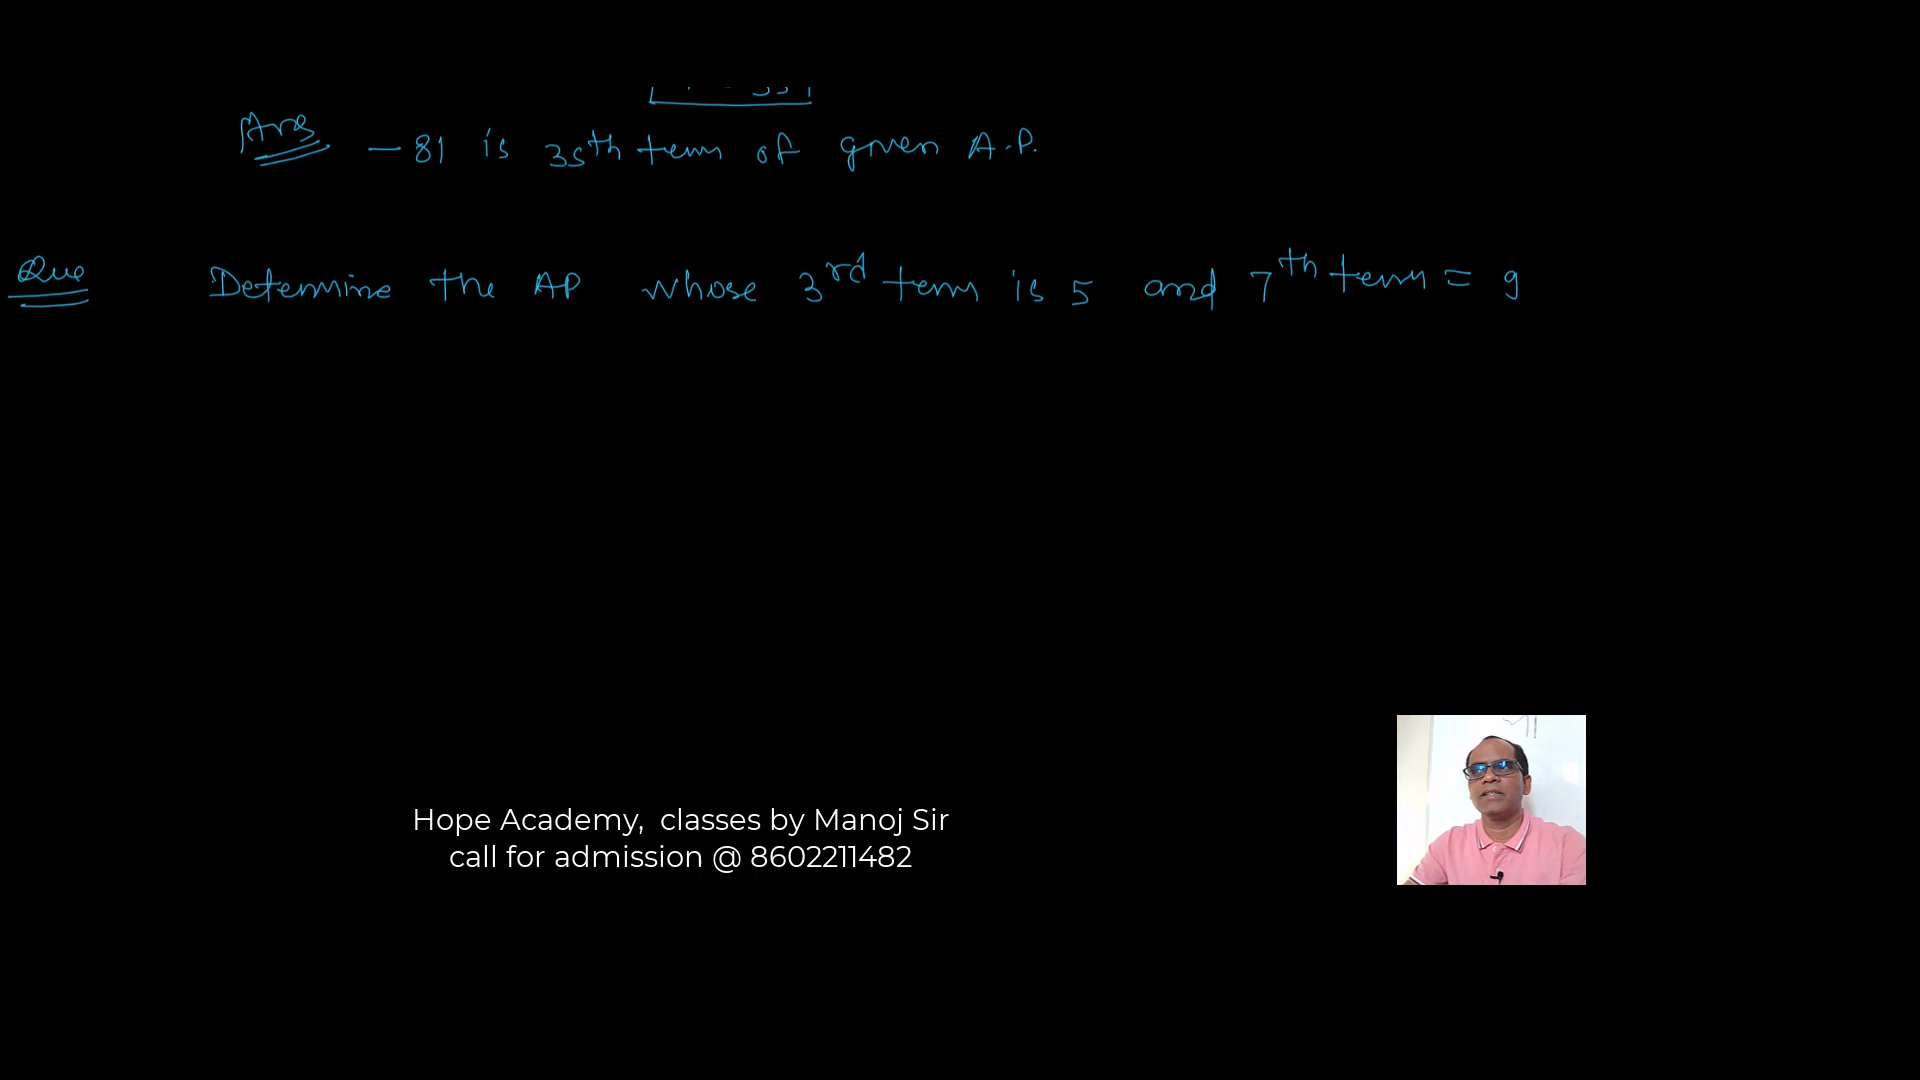 Ans - 81 is 35th term of given A.P.
Que Determine the AP whose 3rd term is 5 and 7th term = 9
Hope Academy, classes by Manoj Sir
call for admission @ 8602211482